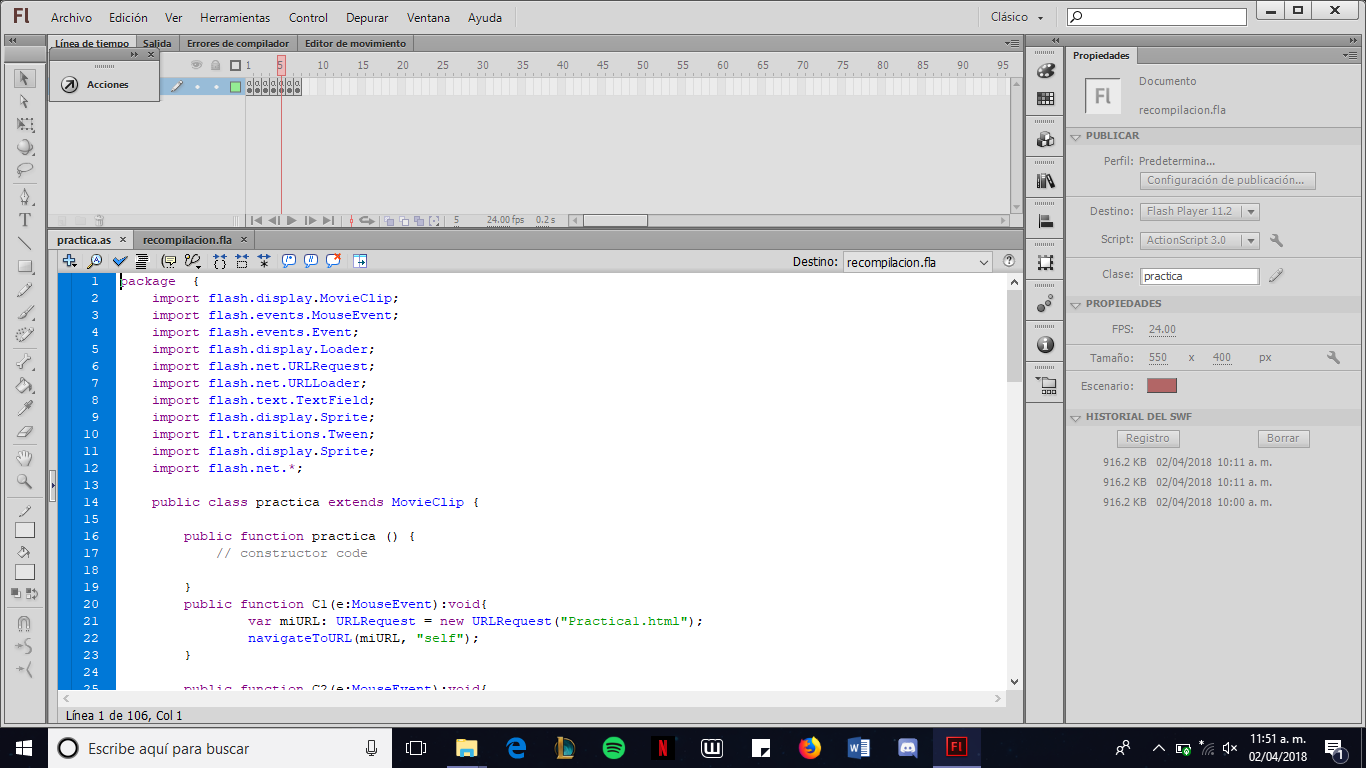 Fl Archivo Edición Ver Herramientas Control Depurar Ventana Ayuda Clásico
Línea de tiempo Salida Errores de compilador Editor de movimiento
Acciones
1 5 10 15 20 25 30 35 40 45 50 55 60 65 70 75 80 85 90 95
5 24.00 fps 0.2 s
practica.as recompilacion.fla
Destino: recompilacion.fla
1 package {
2 import flash.display.MovieClip;
3 import flash.events.MouseEvent;
4 import flash.events.Event;
5 import flash.display.Loader;
6 import flash.net.URLRequest;
7 import flash.net.URLLoader;
8 import flash.text.TextField;
9 import flash.display.Sprite;
10 import fl.transitions.Tween;
11 import flash.display.Sprite;
12 import flash.net.*;
13
14 public class practica extends MovieClip {
15
16 public function practica () {
17 // constructor code
18
19 }
20 public function C1(e:MouseEvent):void{
21 var miURL: URLRequest = new URLRequest("Practica1.html");
22 navigateToURL(miURL, "self");
23 }
24
25 public function C2(e:MouseEvent):void{
Línea 1 de 106, Col 1
Propiedades
Fl
Documento
recompilacion.fla
PUBLICAR
Perfil: Predetermina...
Configuración de publicación...
Destino: Flash Player 11.2
Script: ActionScript 3.0
Clase: practica
PROPIEDADES
FPS: 24.00
Tamaño: 550 x 400 px
Escenario:
HISTORIAL DEL SWF
Registro Borrar
916.2 KB 02/04/2018 10:11 a. m.
916.2 KB 02/04/2018 10:11 a. m.
916.2 KB 02/04/2018 10:00 a. m.
Escribe aquí para buscar
11:51 a. m.
02/04/2018
1